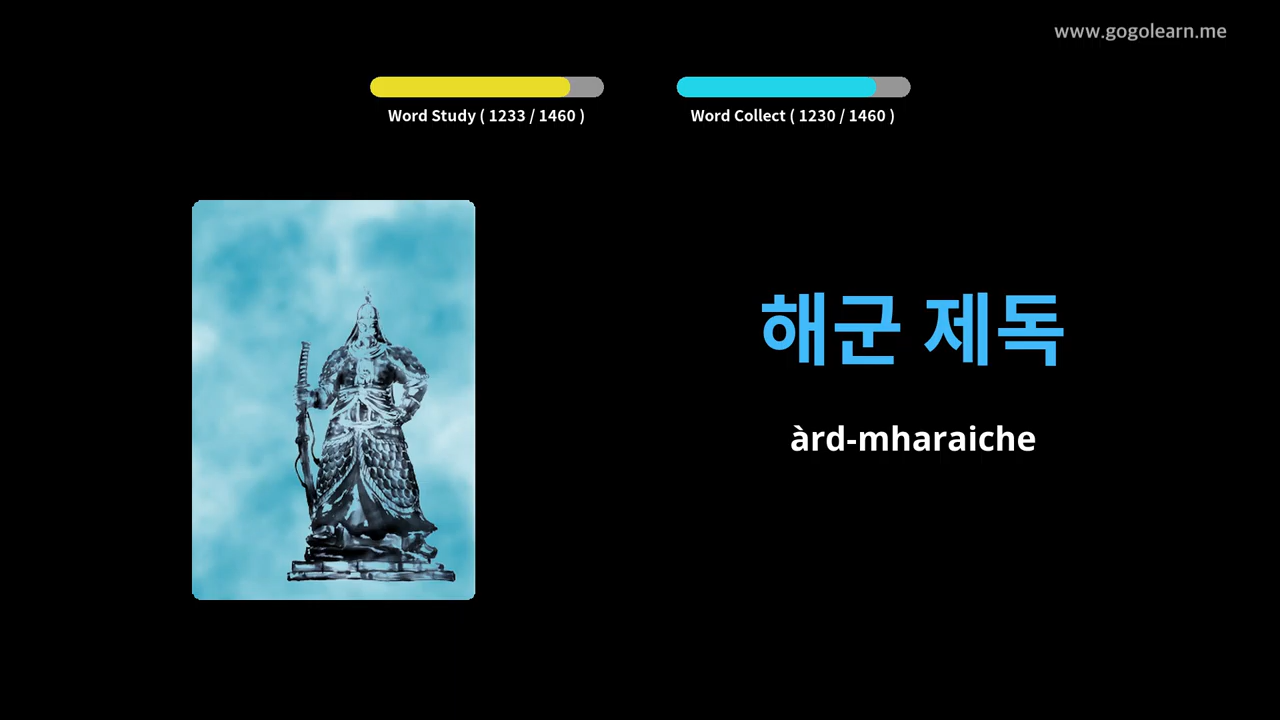 www.gogolearn.me
Word Study ( 1233 / 1460 )
Word Collect ( 1230 / 1460 )
해군 제독
àrd-mharaiche